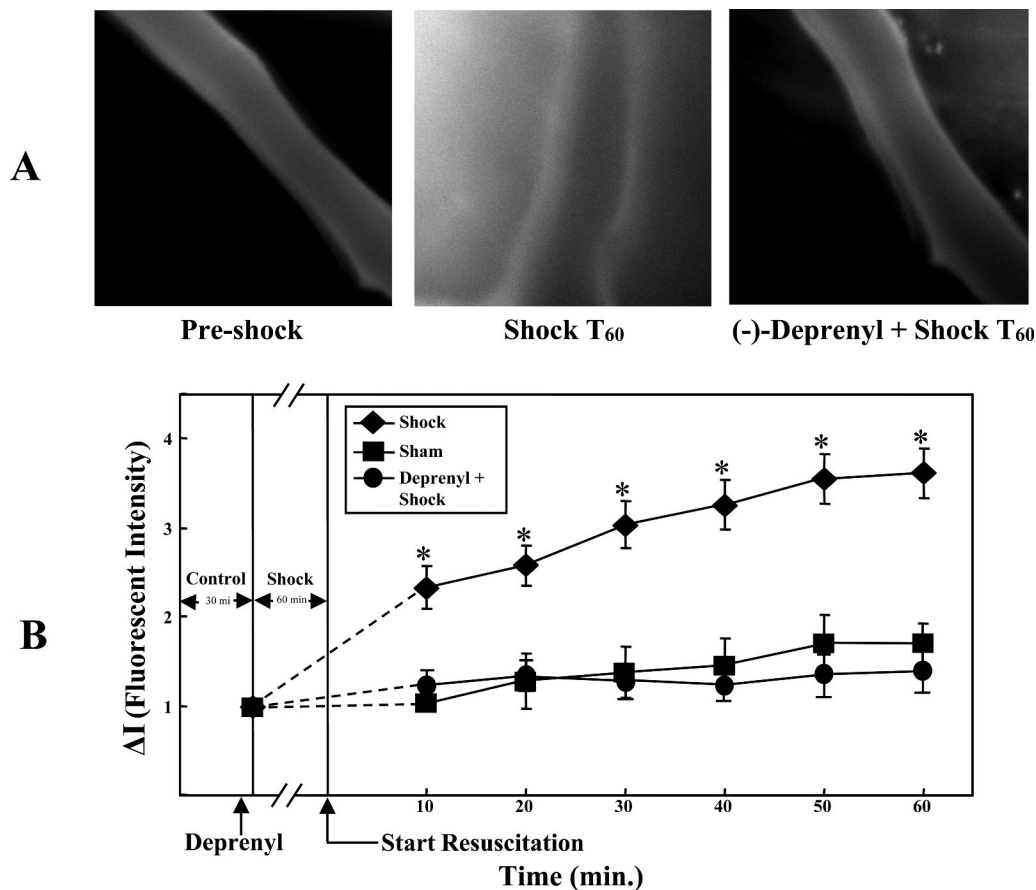 A
Pre-shock
Shock T₆₀
(-)-Deprenyl + Shock T₆₀
B
ΔI (Fluorescent Intensity)
4
3
2
1
Control
30 mi
Shock
60 min
Shock
Sham
Deprenyl +
Shock
*
*
*
*
*
*
10
20
30
40
50
60
Deprenyl
Start Resuscitation
Time (min.)